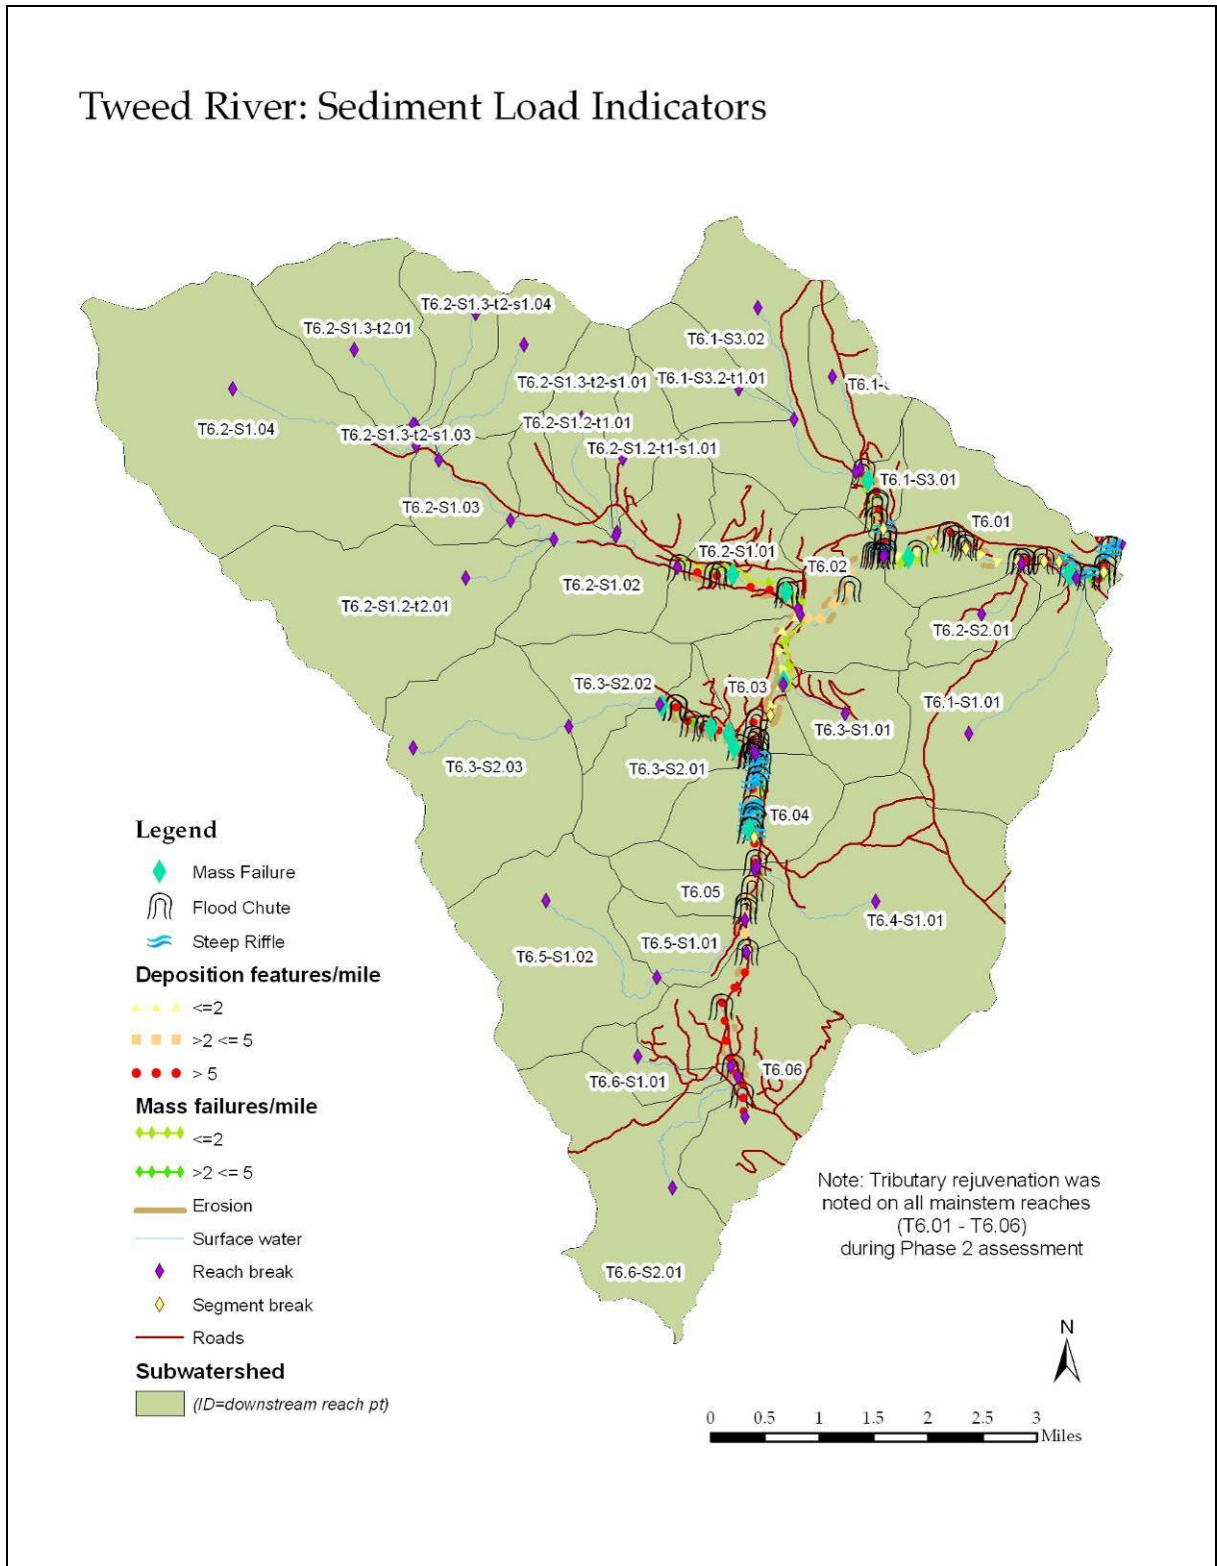 Tweed River: Sediment Load Indicators
T6.2-S1.3-t2-s1.04
T6.2-S1.3-t2.01
T6.1-S3.02
T6.2-S1.3-t2-s1.01
T6.1-S3.2-t1.01
T6.1-
T6.2-S1.04
T6.2-S1.2-t1.01
T6.2-S1.3-t2-s1.03
T6.2-S1.2-t1-s1.01
T6.1-S3.01
T6.2-S1.03
T6.01
T6.2-S1.01
T6.02
T6.2-S1.02
T6.2-S1.2-t2.01
T6.2-S2.01
T6.3-S2.02
T6.03
T6.1-S1.01
T6.3-S1.01
T6.3-S2.03
T6.3-S2.01
T6.04
T6.05
T6.4-S1.01
T6.5-S1.01
T6.5-S1.02
T6.06
T6.6-S1.01
T6.6-S2.01
Legend
Mass Failure
Flood Chute
Steep Riffle
Deposition features/mile
<=2
>2 <= 5
> 5
Mass failures/mile
<=2
>2 <= 5
Erosion
Surface water
Reach break
Segment break
Roads
Subwatershed
(ID=downstream reach pt)
Note: Tributary rejuvenation was
noted on all mainstem reaches
(T6.01 - T6.06)
during Phase 2 assessment
N
0 0.5 1 1.5 2 2.5 3
Miles